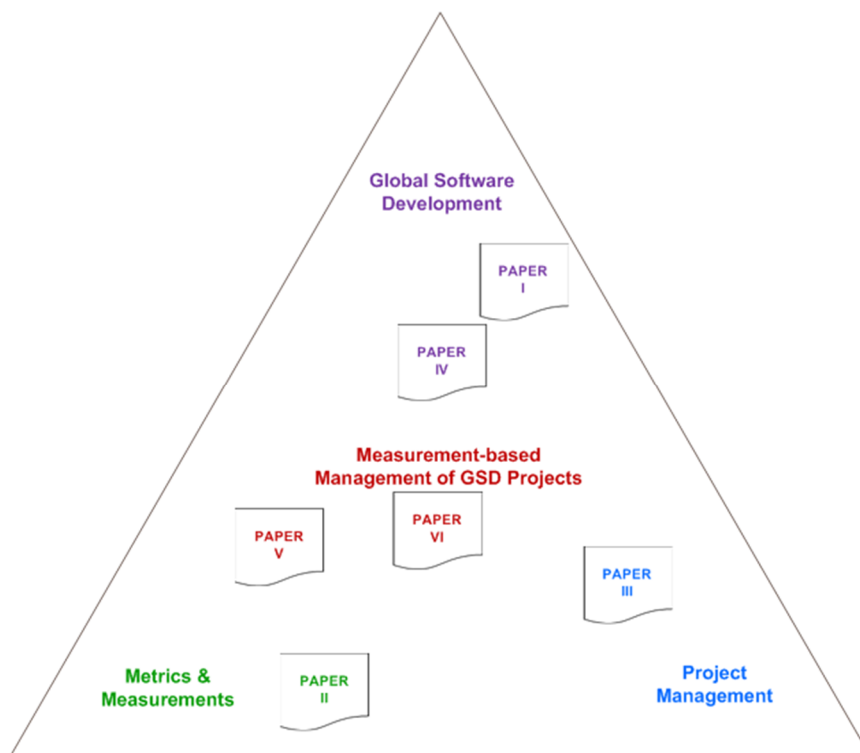 Global Software
Development
PAPER
I
PAPER
IV
Measurement-based
Management of GSD Projects
PAPER
V
PAPER
VI
PAPER
III
Metrics &
Measurements
PAPER
II
Project
Management